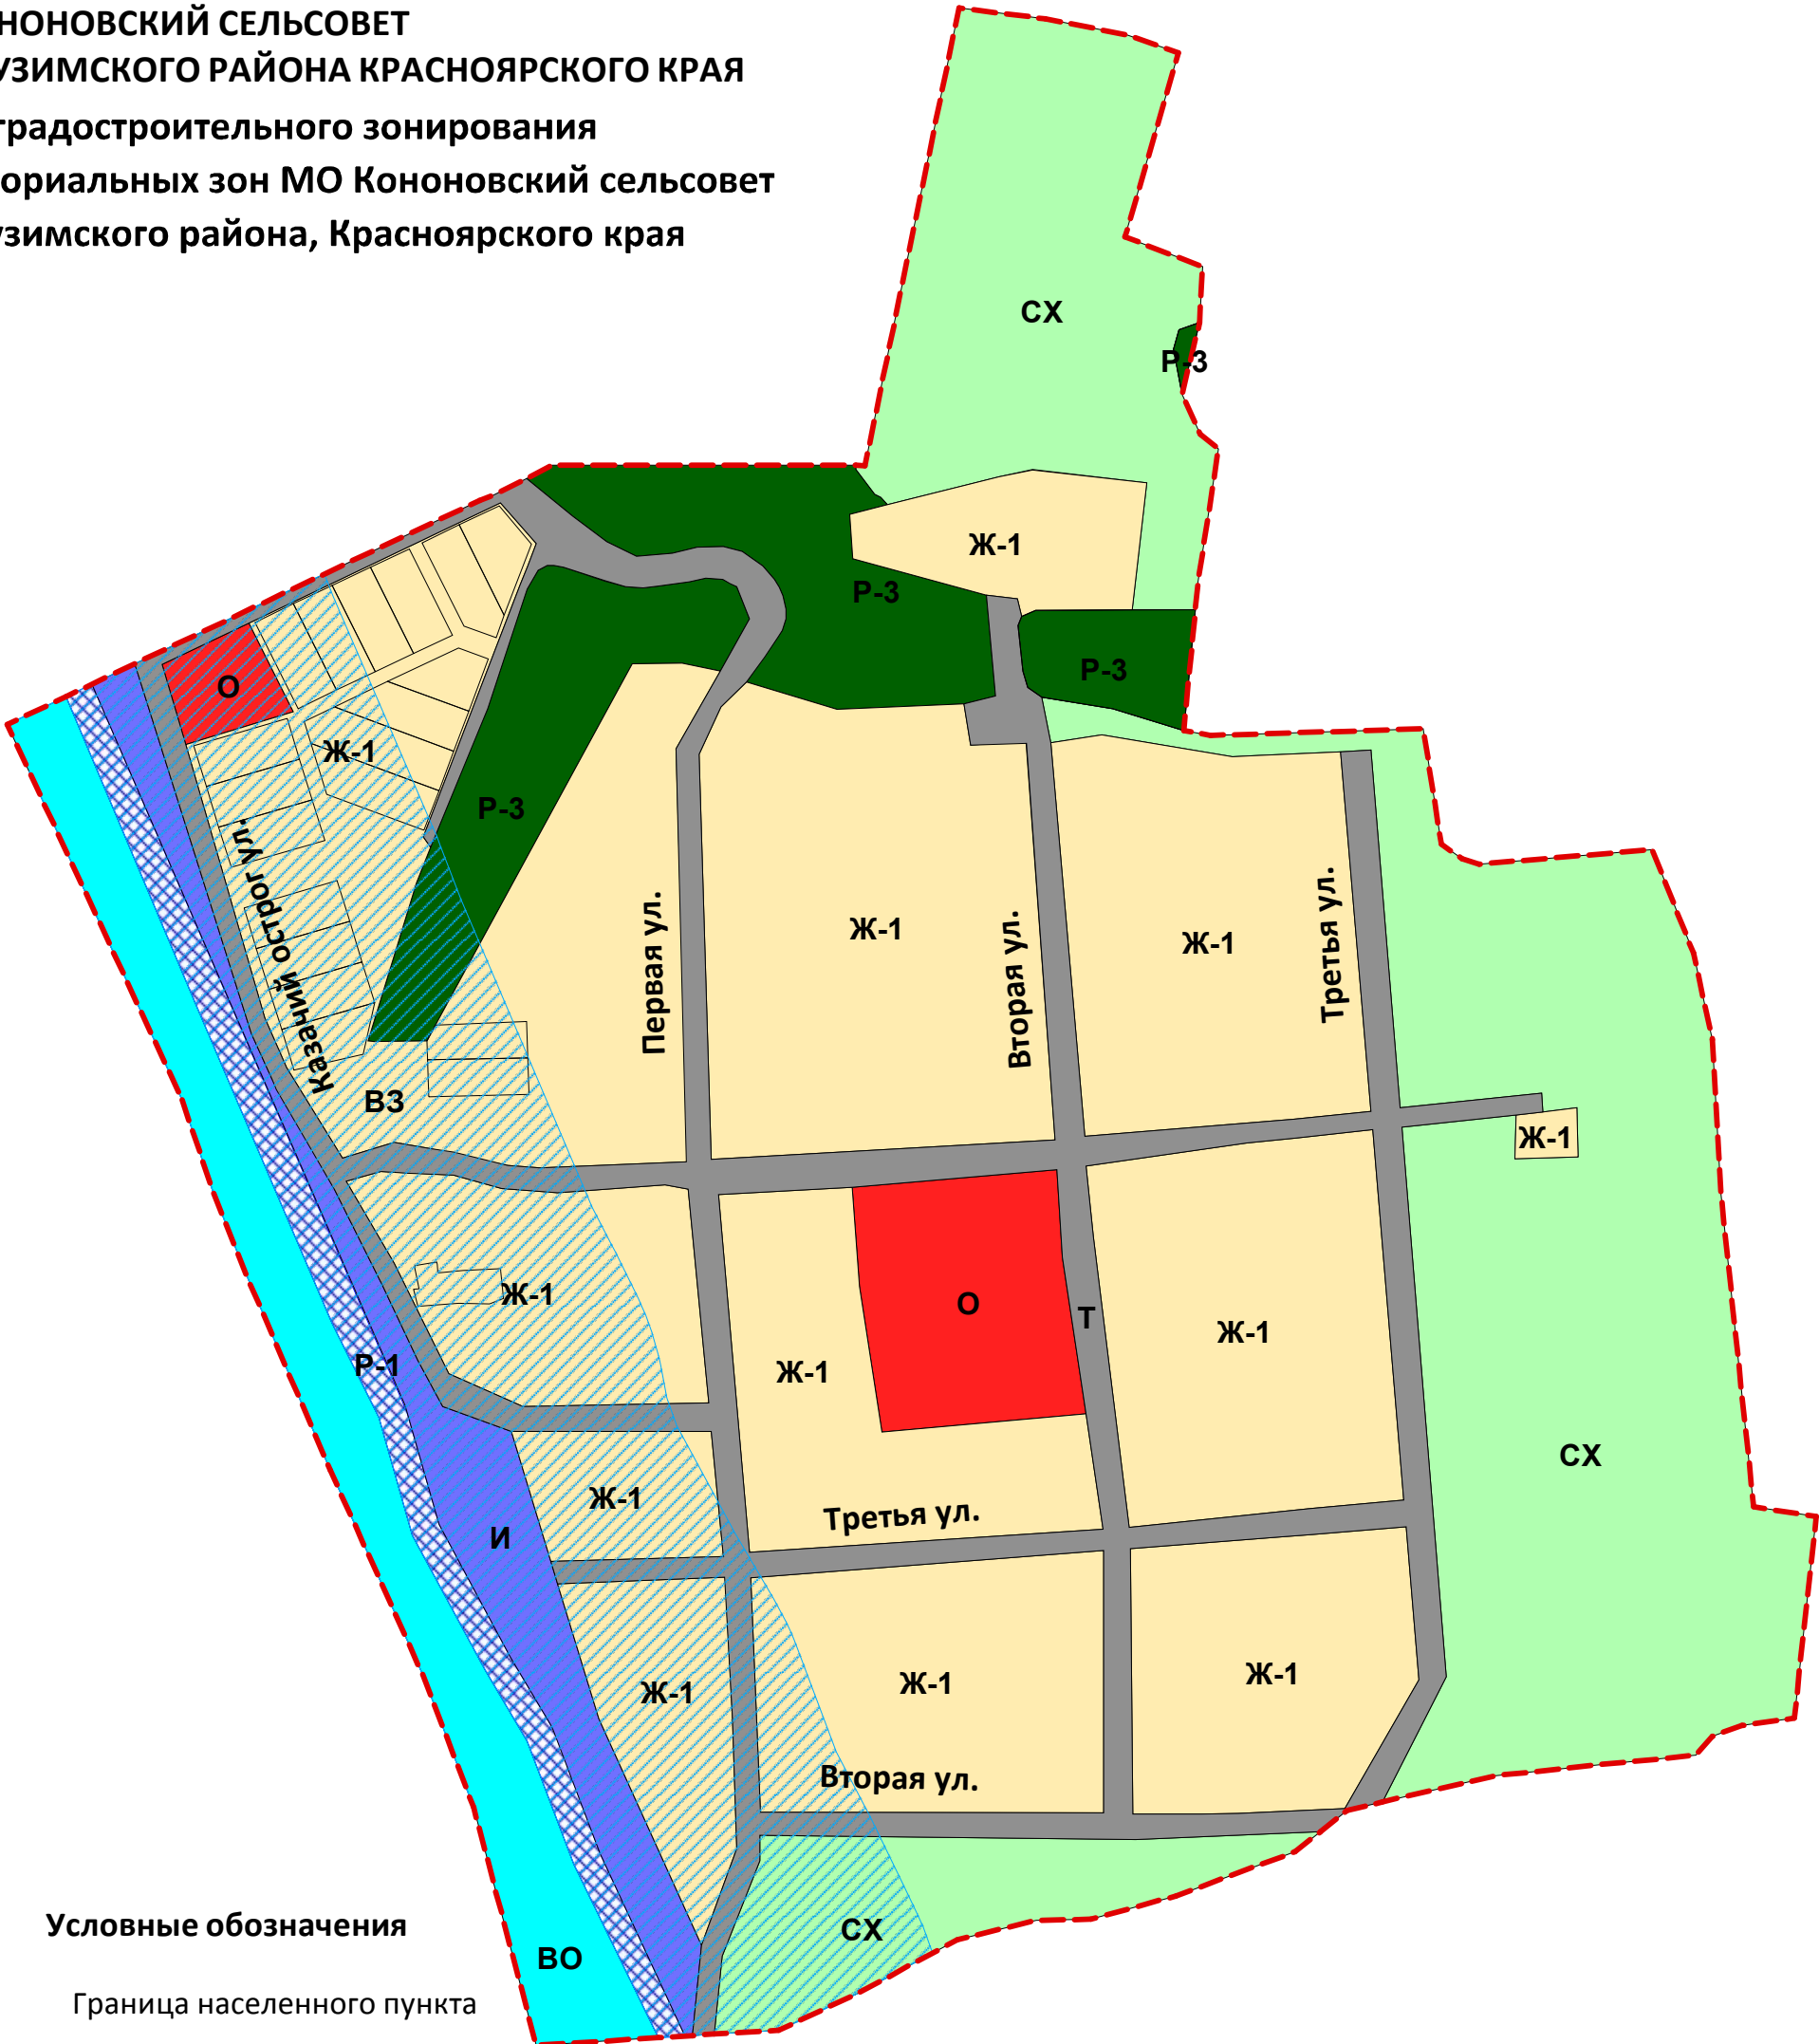 НОНОВСКИЙ СЕЛЬСОВЕТ
УЗИМСКОГО РАЙОНА КРАСНОЯРСКОГО КРАЯ
градостроительного зонирования
ориальных зон МО Кононовский сельсовет
узимского района, Красноярского края
СХ
Р-3
Ж-1
Р-3
Р-3
О
Ж-1
Р-3
Казачий острог ул.
Первая ул.
Ж-1
Вторая ул.
Ж-1
Третья ул.
ВЗ
Ж-1
Ж-1
О
Т
Ж-1
Р-1
Ж-1
СХ
Ж-1
Третья ул.
И
Ж-1
Ж-1
Ж-1
Вторая ул.
СХ
Условные обозначения
ВО
Граница населенного пункта